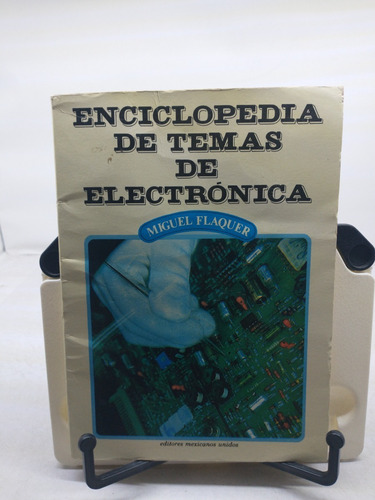 ENCICLOPEDIA
DE TEMAS
DE
ELECTRÓNICA
MIGUEL FLAQUER
editores mexicanos unidos